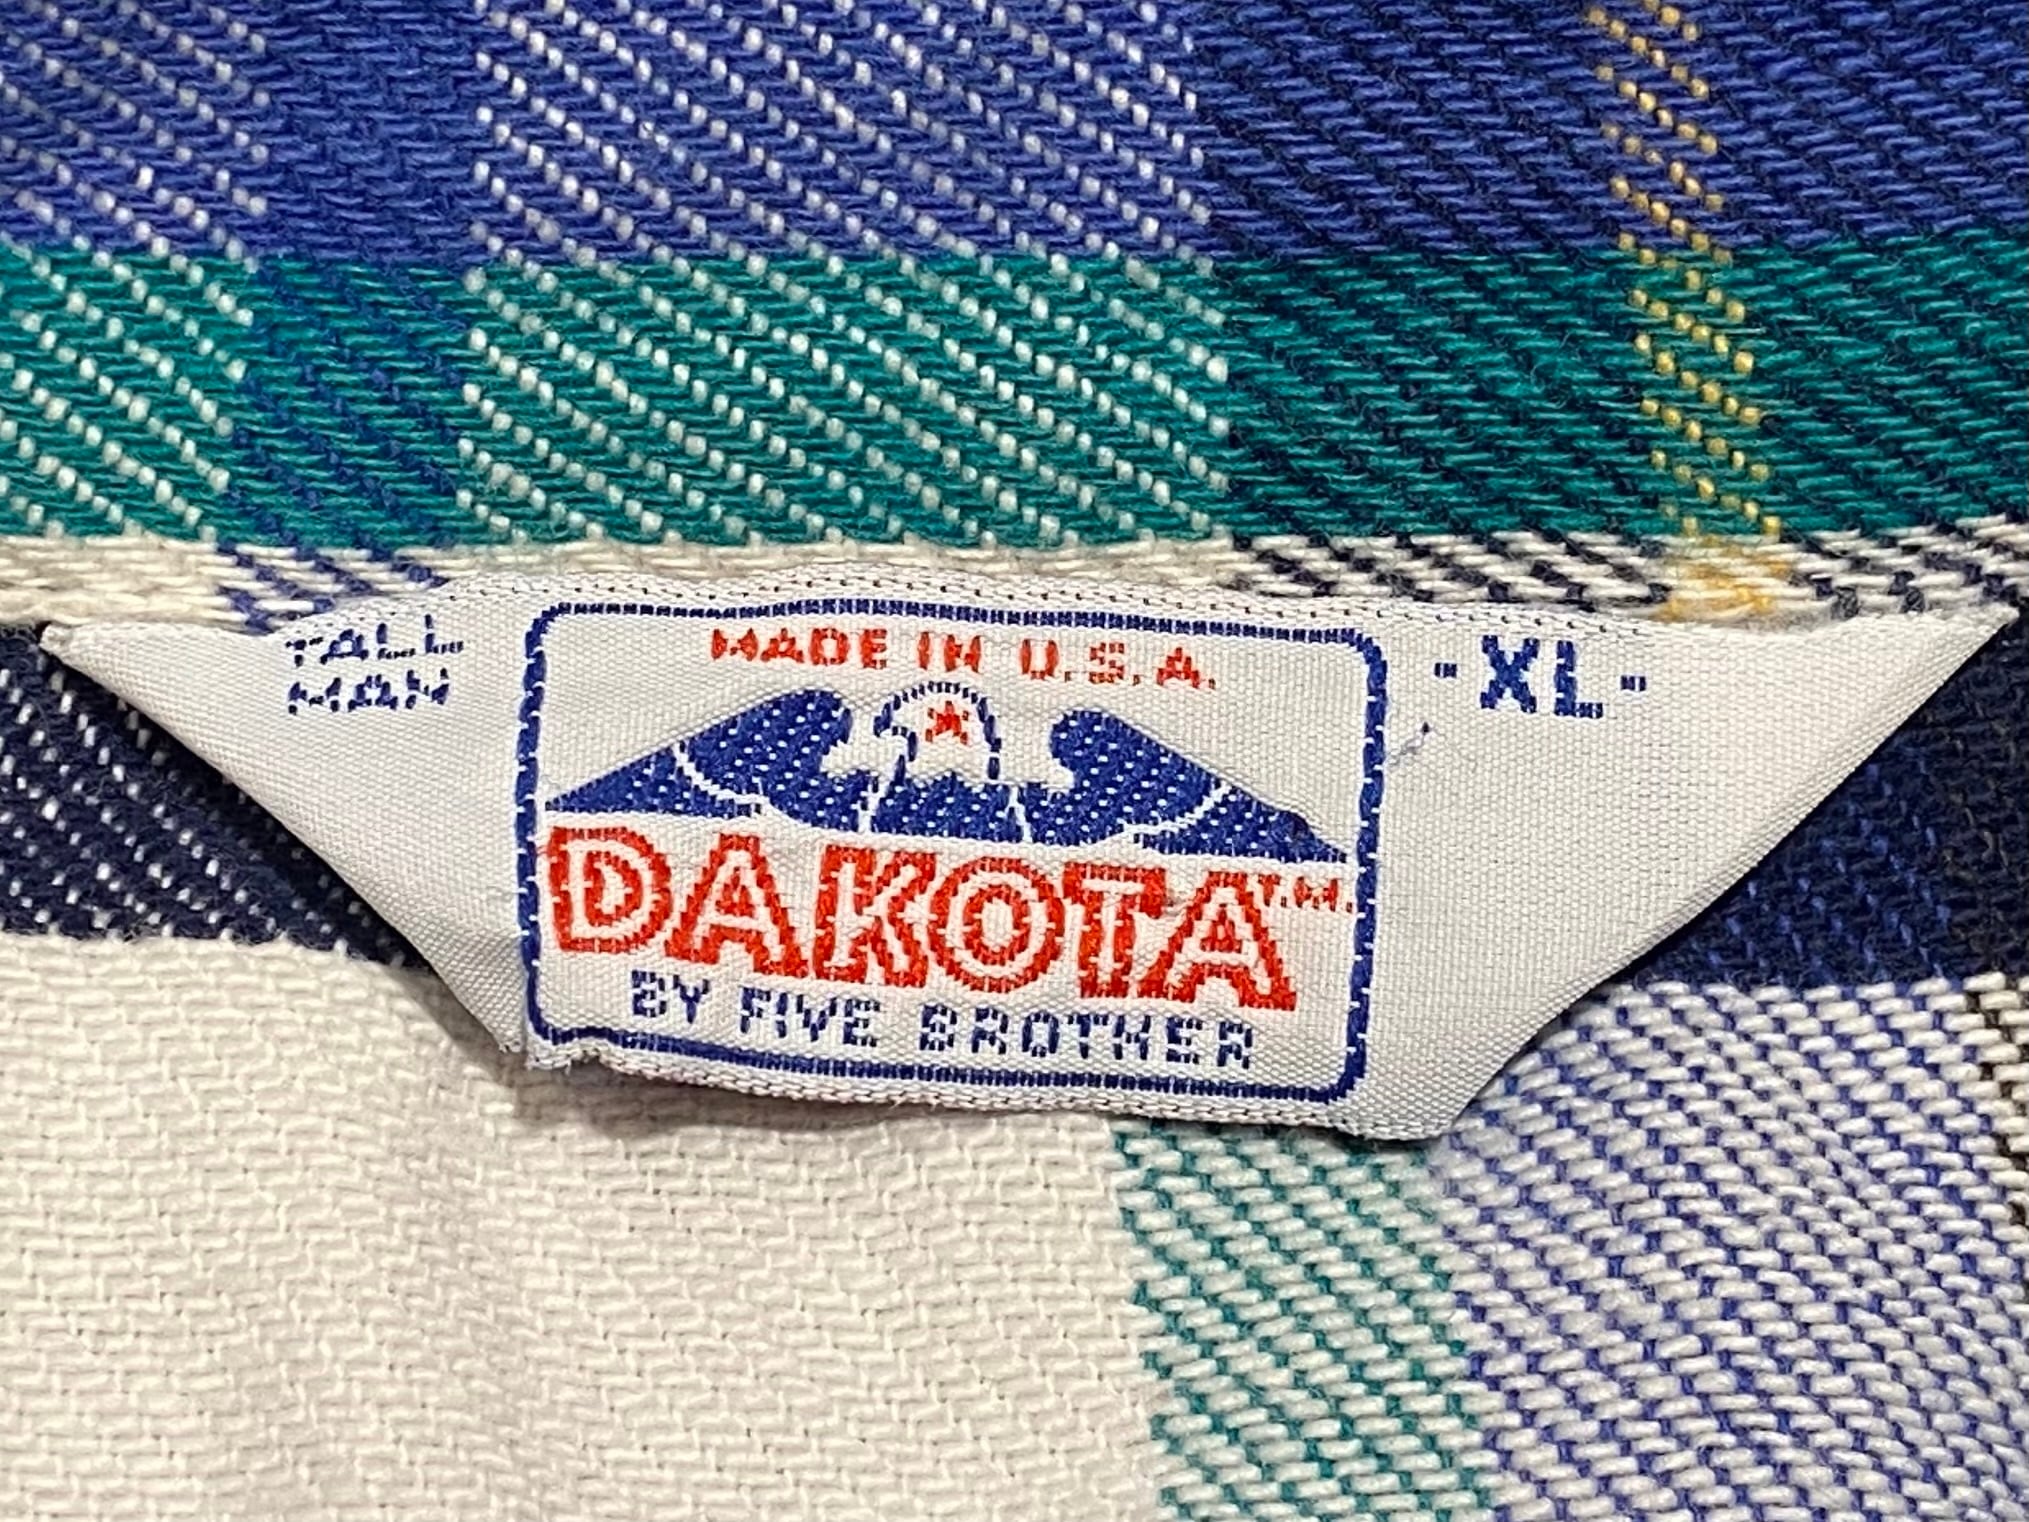 TALL
MAN
MADE IN U.S.A.
-XL-
DAKOTA T.M.
BY FIVE BROTHER